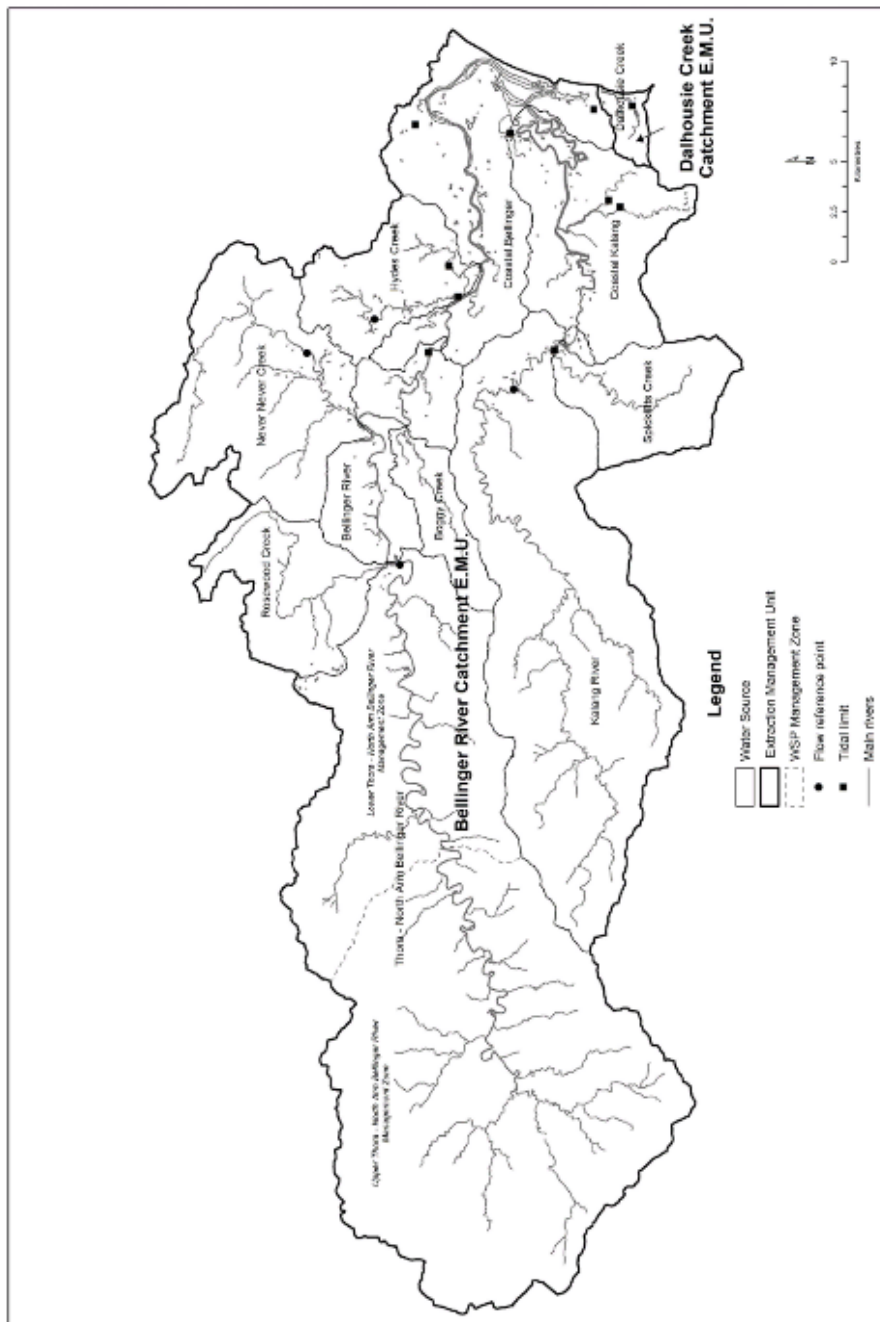 Never Never Creek
Rosewood Creek
Hydes Creek
Bellinger River
Lower Thora - North Arm Bellinger River
Management Zone
Upper Thora - North Arm Bellinger River
Management Zone
Thora - North Arm Bellinger River
Boggy Creek
Bellinger River Catchment E.M.U.
Coastal Bellinger
Kalang River
Coastal Kalang
Spicketts Creek
Dalhousie Creek
Dalhousie Creek
Catchment E.M.U.
Legend
Water Source
Extraction Management Unit
WSP Management Zone
Flow reference point
Tidal limit
Main rivers
N
0 2.5 5 10
Kilometres